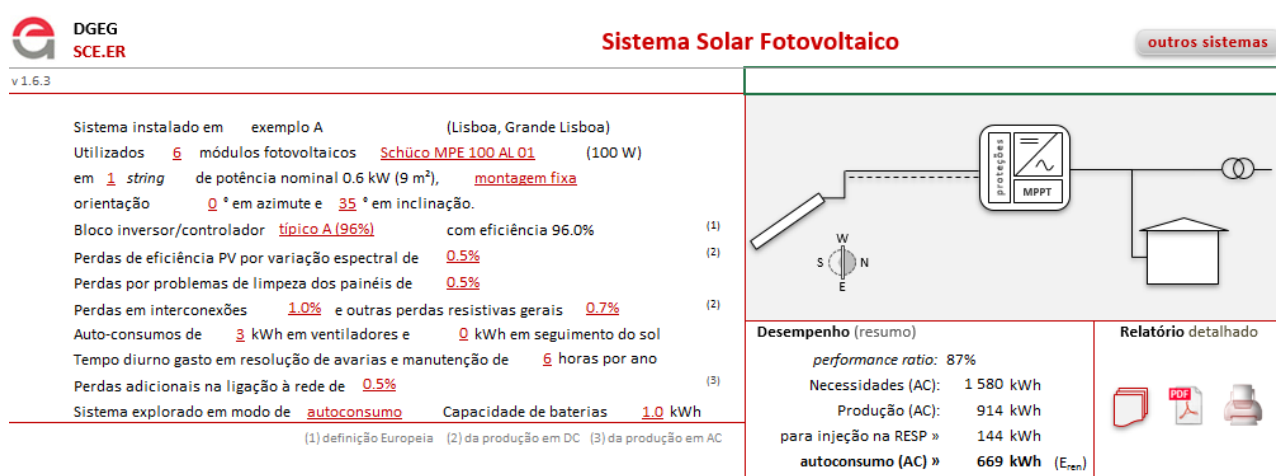 DGEG
SCE.ER
Sistema Solar Fotovoltaico
outros sistemas
v 1.6.3
Sistema instalado em exemplo A (Lisboa, Grande Lisboa)
Utilizados 6 módulos fotovoltaicos Schüco MPE 100 AL 01 (100 W)
em 1 string de potência nominal 0.6 kW (9 m²), montagem fixa
orientação 0 ° em azimute e 35 ° em inclinação.
Bloco inversor/controlador típico A (96%) com eficiência 96.0% (1)
Perdas de eficiência PV por variação espectral de 0.5% (2)
Perdas por problemas de limpeza dos painéis de 0.5%
Perdas em interconexões 1.0% e outras perdas resistivas gerais 0.7% (2)
Auto-consumos de 3 kWh em ventiladores e 0 kWh em seguimento do sol
Tempo diurno gasto em resolução de avarias e manutenção de 6 horas por ano
Perdas adicionais na ligação à rede de 0.5% (3)
Sistema explorado em modo de autoconsumo Capacidade de baterias 1.0 kWh
(1) definição Europeia (2) da produção em DC (3) da produção em AC
proteções
MPPT
W
S N
E
Desempenho (resumo)
performance ratio: 87%
Necessidades (AC): 1 580 kWh
Produção (AC): 914 kWh
para injeção na RESP » 144 kWh
autoconsumo (AC) » 669 kWh (Eren)
Relatório detalhado
PDF